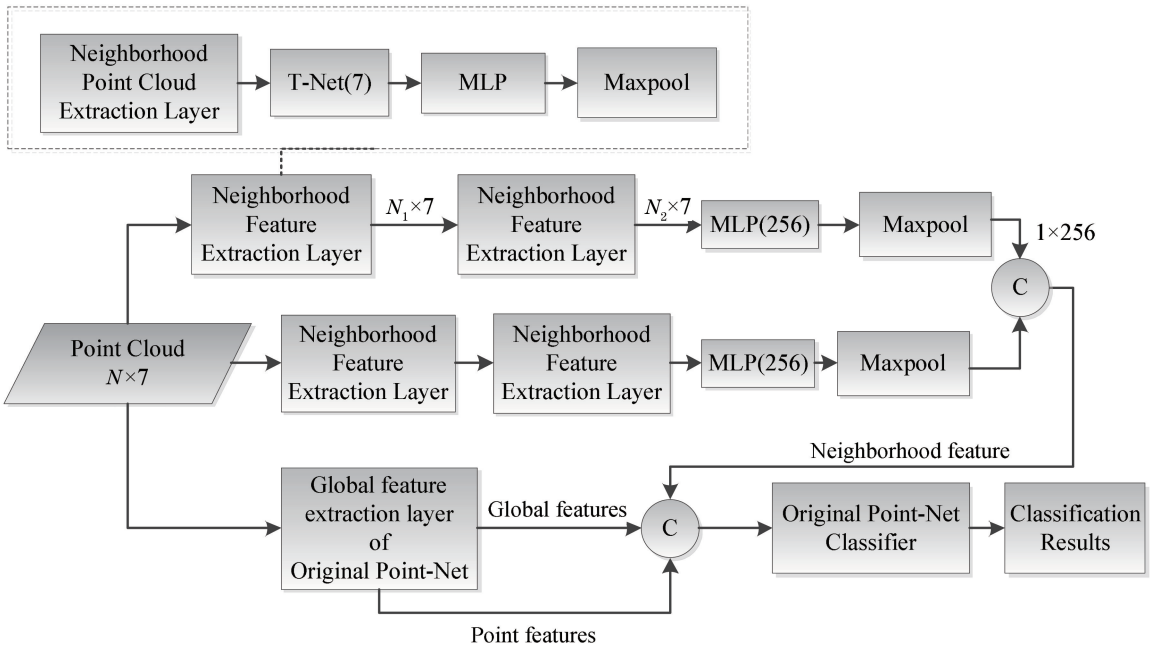 Neighborhood
Point Cloud
Extraction Layer
T-Net(7)
MLP
Maxpool
Neighborhood
Feature
Extraction Layer
N₁×7
Neighborhood
Feature
Extraction Layer
N₂×7
MLP(256)
Maxpool
1×256
C
Point Cloud
N×7
Neighborhood
Feature
Extraction Layer
Neighborhood
Feature
Extraction Layer
MLP(256)
Maxpool
Neighborhood feature
Global feature
extraction layer
of
Original Point-Net
Global features
Point features
C
Original Point-Net
Classifier
Classification
Results